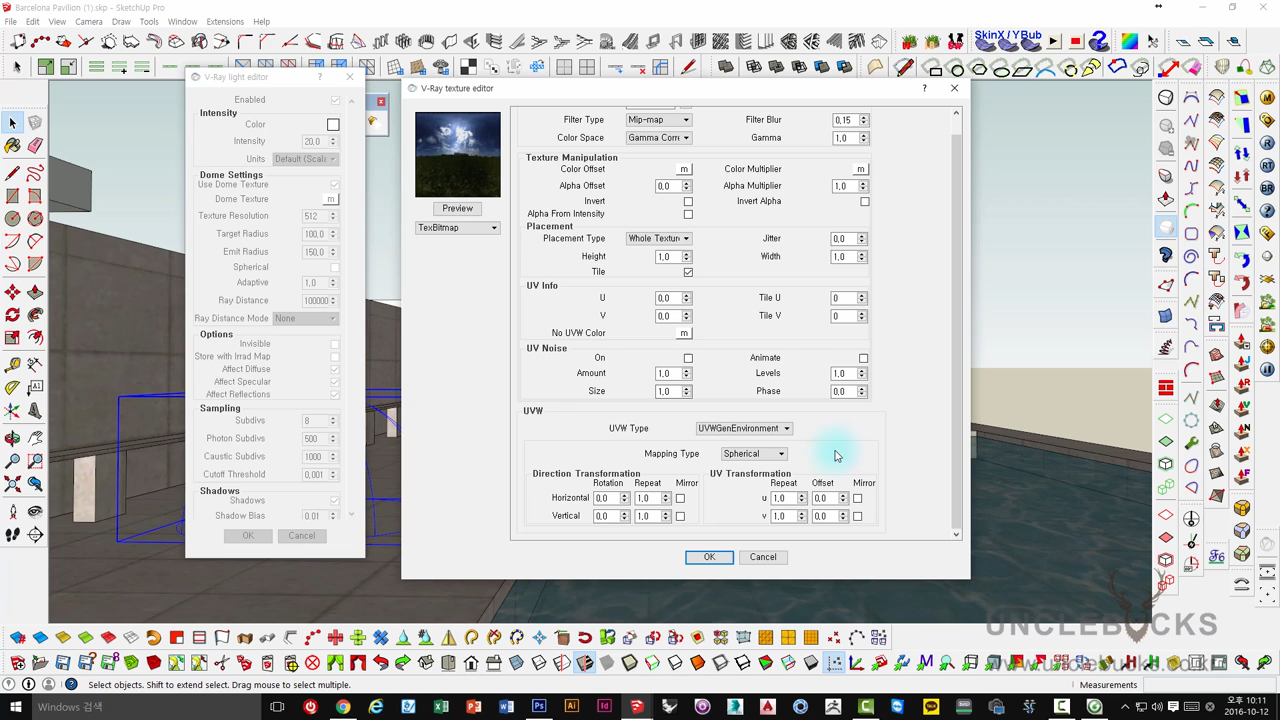 Barcelona Pavilion (1).skp - SketchUp Pro
File Edit View Camera Draw Tools Window Extensions Help
SkinX / YBub
V-Ray light editor
Enabled
Intensity
Color
Intensity 20,0
Units Default (Scala
Dome Settings
Use Dome Texture
Dome Texture m
Texture Resolution 512
Target Radius 100,0
Emit Radius 150,0
Spherical
Adaptive 1,0
Ray Distance 100000
Ray Distance Mode None
Options
Invisible
Store with Irrad Map
Affect Diffuse
Affect Specular
Affect Reflections
Sampling
Subdivs 8
Photon Subdivs 500
Caustic Subdivs 1000
Cutoff Threshold 0,001
Shadows
Shadows
Shadow Bias 0,01
OK Cancel
V-Ray texture editor
Preview
TexBitmap
Filter Type Mip-map Filter Blur 0,15
Color Space Gamma Corre Gamma 1,0
Texture Manipulation
Color Offset m Color Multiplier m
Alpha Offset 0,0 Alpha Multiplier 1,0
Invert Invert Alpha
Alpha From Intensity
Placement
Placement Type Whole Texture Jitter 0,0
Height 1,0 Width 1,0
Tile
UV Info
U 0,0 Tile U 0
V 0,0 Tile V 0
No UVW Color m
UV Noise
On Animate
Amount 1,0 Levels 1,0
Size 1,0 Phase 0,0
UVW
UVW Type UVWGenEnvironment
Mapping Type Spherical
Direction Transformation UV Transformation
Rotation Repeat Mirror Repeat Offset Mirror
Horizontal 0,0 1,0 u 1,0 0,0
Vertical 0,0 1,0 v 1,0 0,0
OK Cancel
UNCLEBUCKS
www.unclebucks.co.kr
Select objects. Shift to extend select. Drag mouse to select multiple.
Measurements
Windows 검색
오후 10:11
2016-10-12